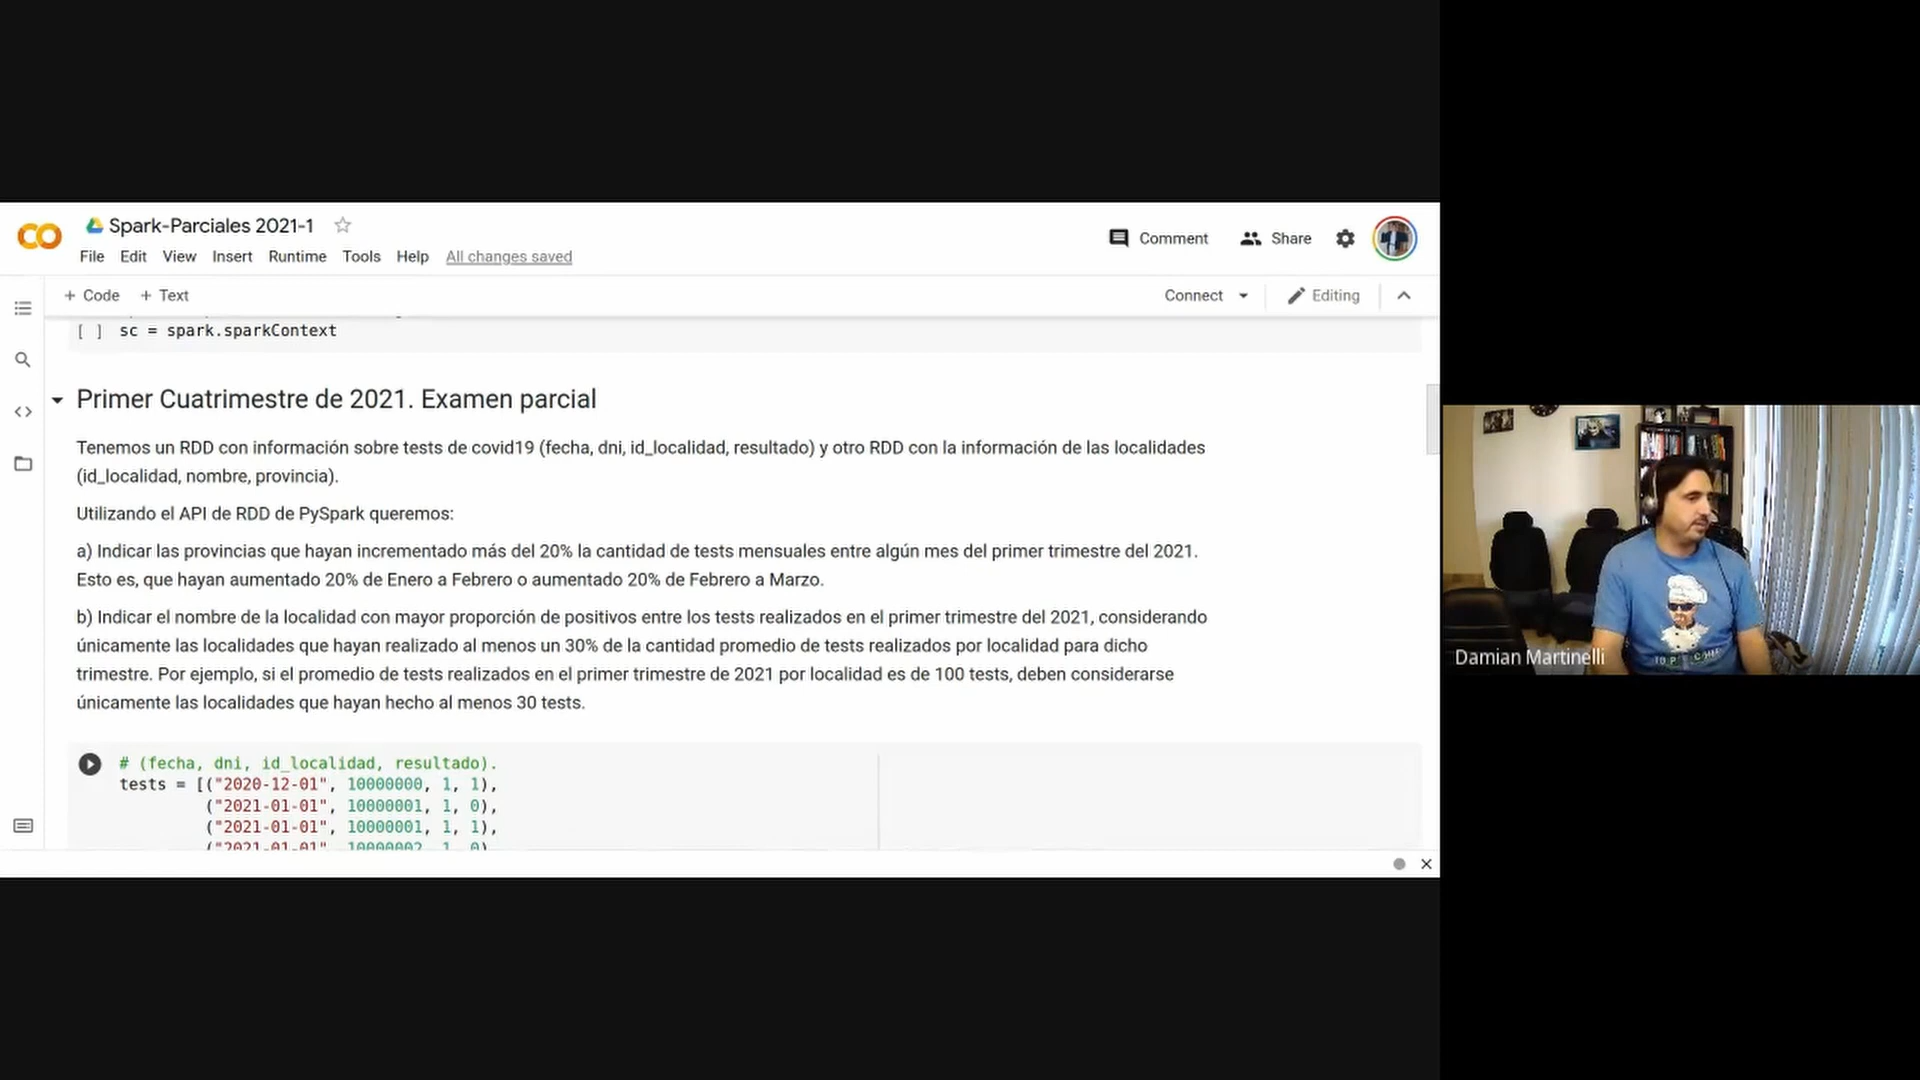 Spark-Parciales 2021-1
File Edit View Insert Runtime Tools Help All changes saved
Comment Share
+ Code + Text
Connect Editing
[ ] sc = spark.sparkContext
Primer Cuatrimestre de 2021. Examen parcial
Tenemos un RDD con información sobre tests de covid19 (fecha, dni, id_localidad, resultado) y otro RDD con la información de las localidades
(id_localidad, nombre, provincia).
Utilizando el API de RDD de PySpark queremos:
a) Indicar las provincias que hayan incrementado más del 20% la cantidad de tests mensuales entre algún mes del primer trimestre del 2021.
Esto es, que hayan aumentado 20% de Enero a Febrero o aumentado 20% de Febrero a Marzo.
b) Indicar el nombre de la localidad con mayor proporción de positivos entre los tests realizados en el primer trimestre del 2021, considerando
únicamente las localidades que hayan realizado al menos un 30% de la cantidad promedio de tests realizados por localidad para dicho
trimestre. Por ejemplo, si el promedio de tests realizados en el primer trimestre de 2021 por localidad es de 100 tests, deben considerarse
únicamente las localidades que hayan hecho al menos 30 tests.
# (fecha, dni, id_localidad, resultado).
tests = [("2020-12-01", 10000000, 1, 1),
("2021-01-01", 10000001, 1, 0),
("2021-01-01", 10000001, 1, 1),
("2021-01-01", 10000002, 1, 0)
Damian Martinelli